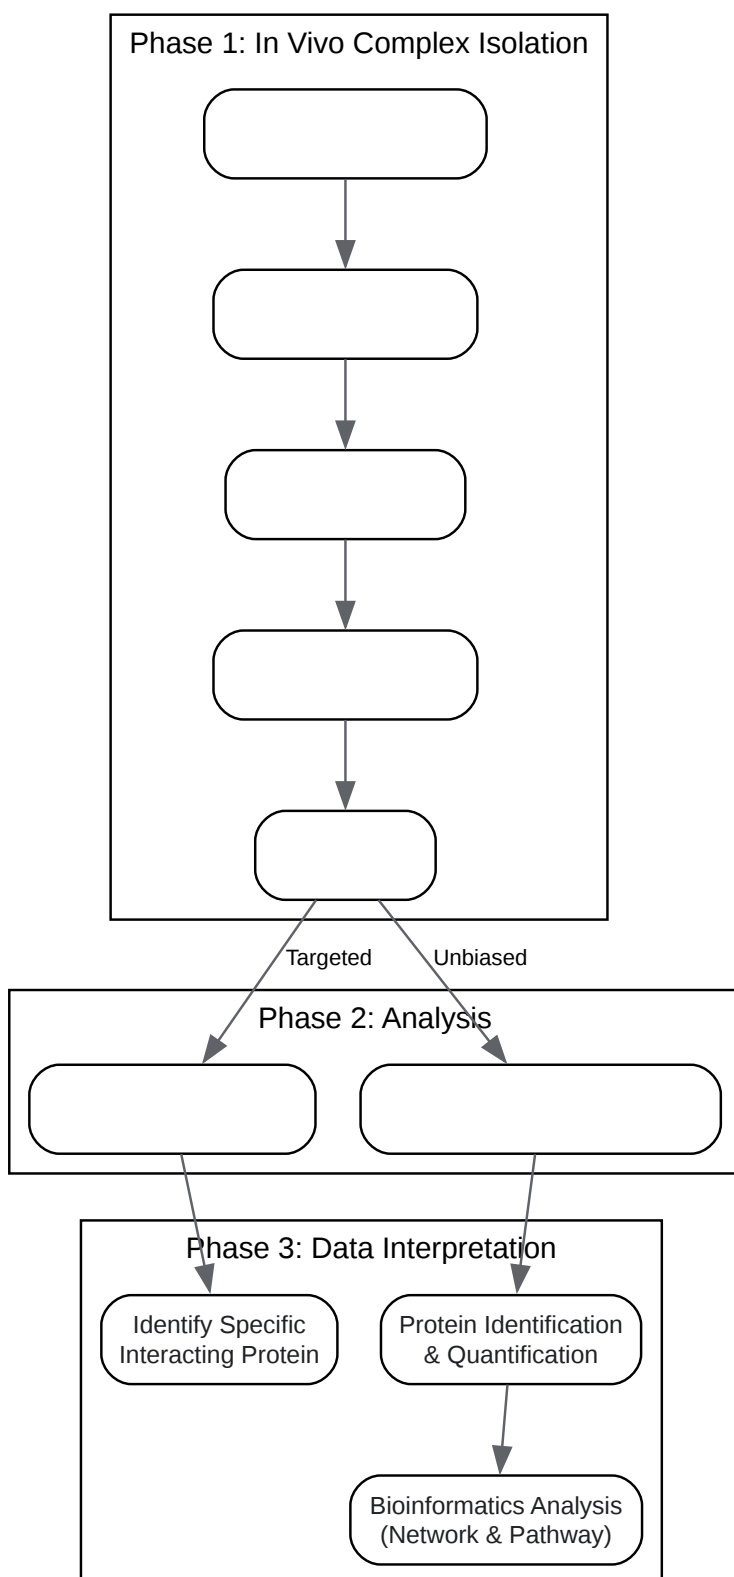 Phase 1: In Vivo Complex Isolation
Targeted
Unbiased
Phase 2: Analysis
Phase 3: Data Interpretation
Identify Specific
Interacting Protein
Protein Identification
& Quantification
Bioinformatics Analysis
(Network & Pathway)